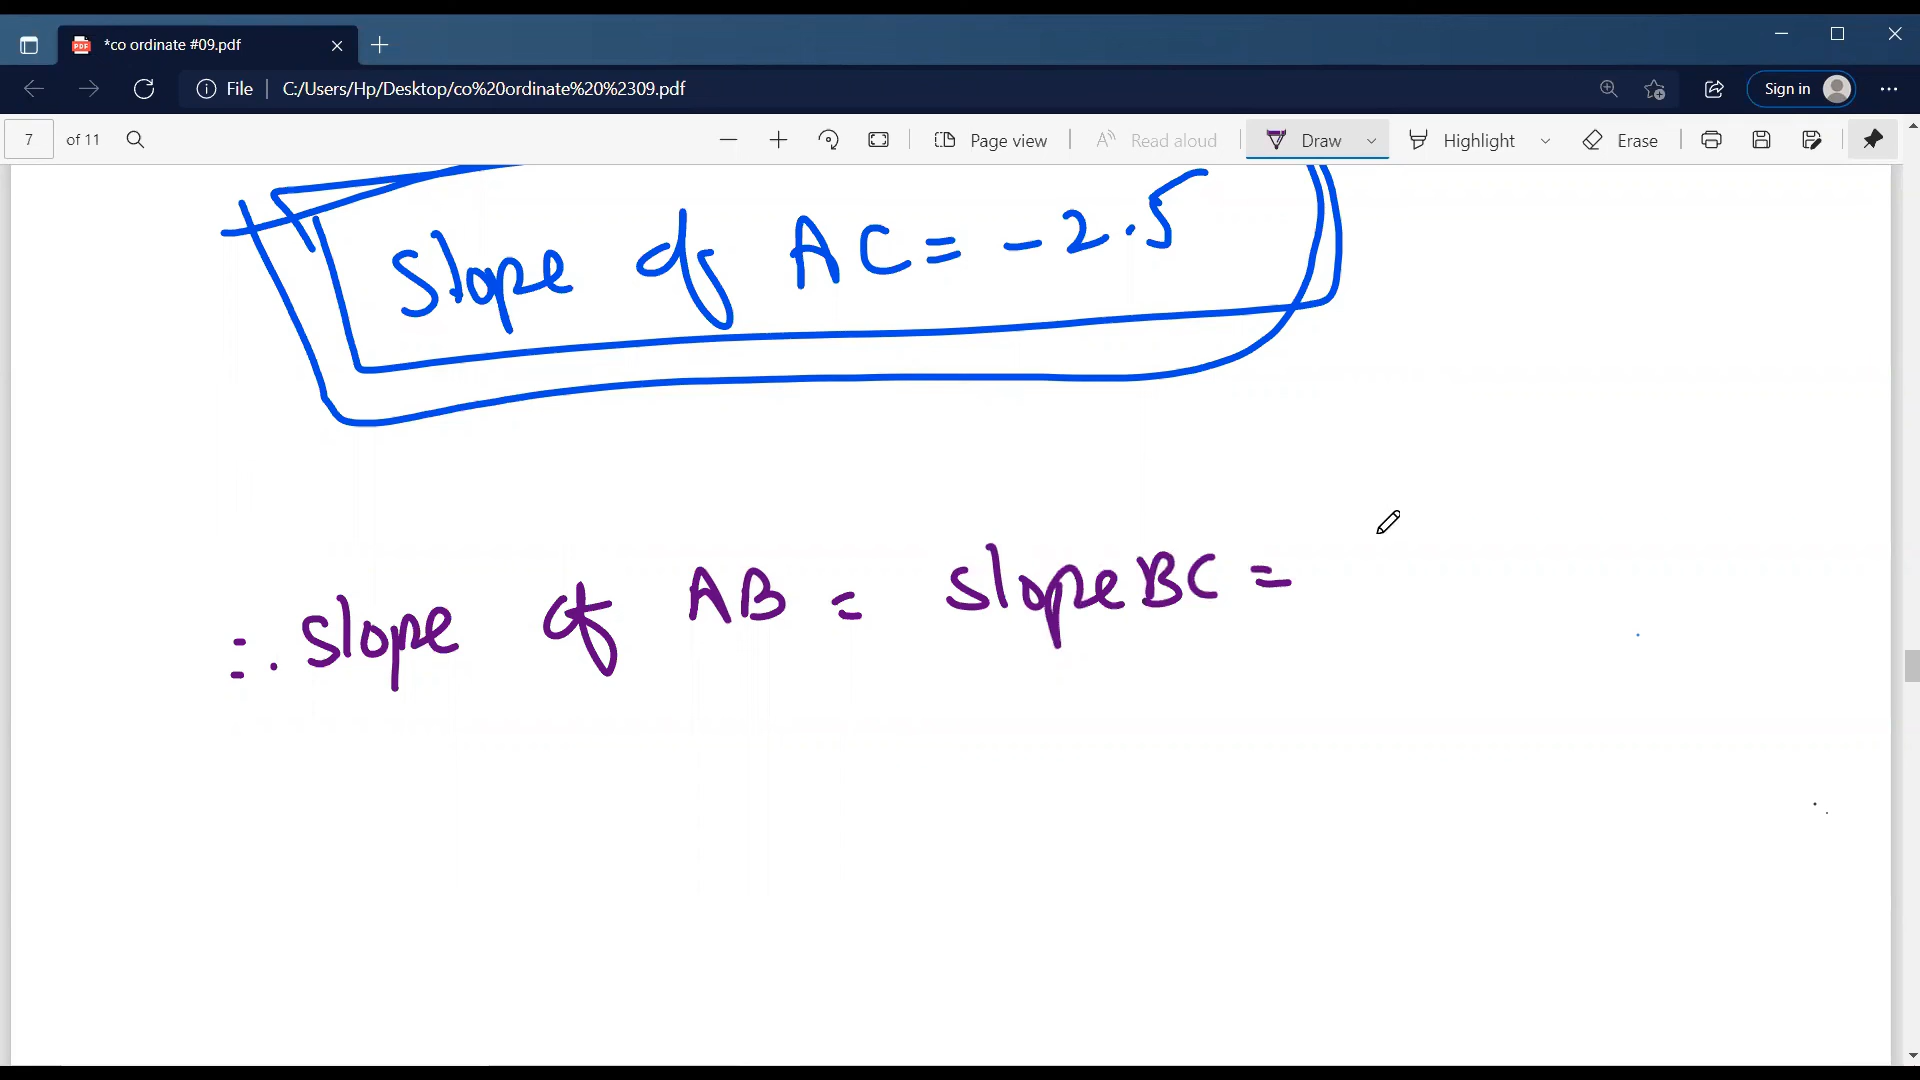 *co ordinate #09.pdf
File | C:/Users/Hp/Desktop/co%20ordinate%20%2309.pdf
Sign in
7 of 11
Page view
Read aloud
Draw
Highlight
Erase
Slope of AC = -2.5
∴ Slope of AB = Slope BC =